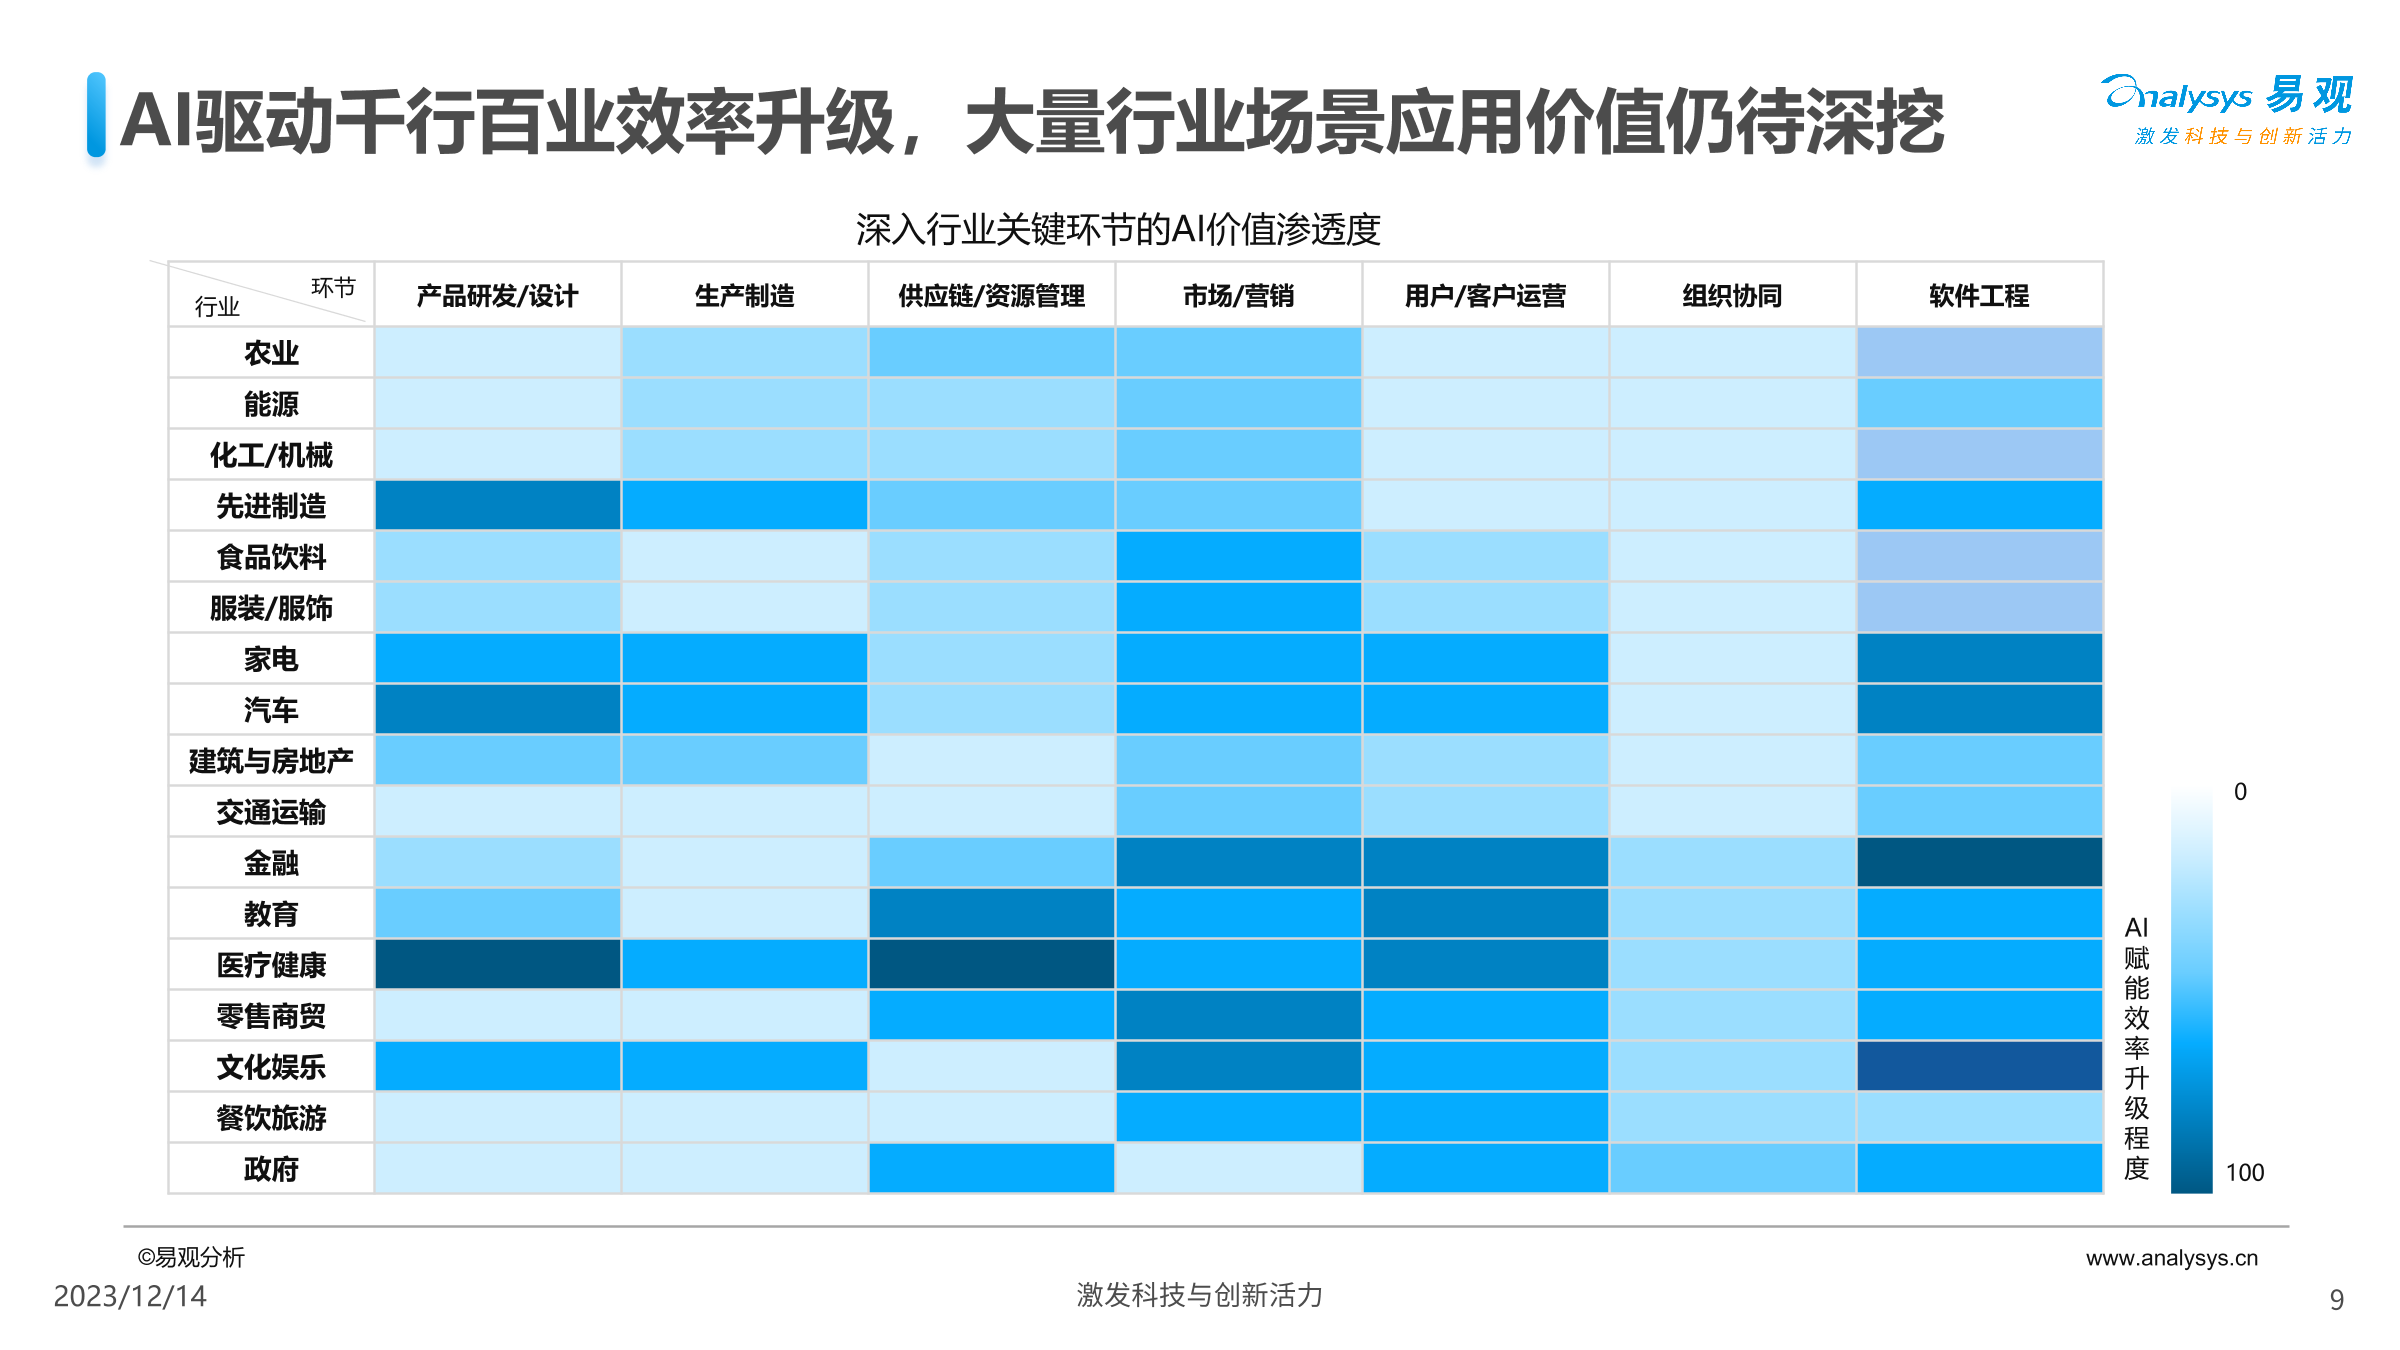 AI驱动千行百业效率升级，大量行业场景应用价值仍待深挖
analysys 易观
激发科技与创新活力
深入行业关键环节的AI价值渗透度
环节
行业
产品研发/设计
生产制造
供应链/资源管理
市场/营销
用户/客户运营
组织协同
软件工程
农业
能源
化工/机械
先进制造
食品饮料
服装/服饰
家电
汽车
建筑与房地产
交通运输
金融
教育
医疗健康
零售商贸
文化娱乐
餐饮旅游
政府
0
AI赋能效率升级程度
100
©易观分析
www.analysys.cn
2023/12/14
激发科技与创新活力
9